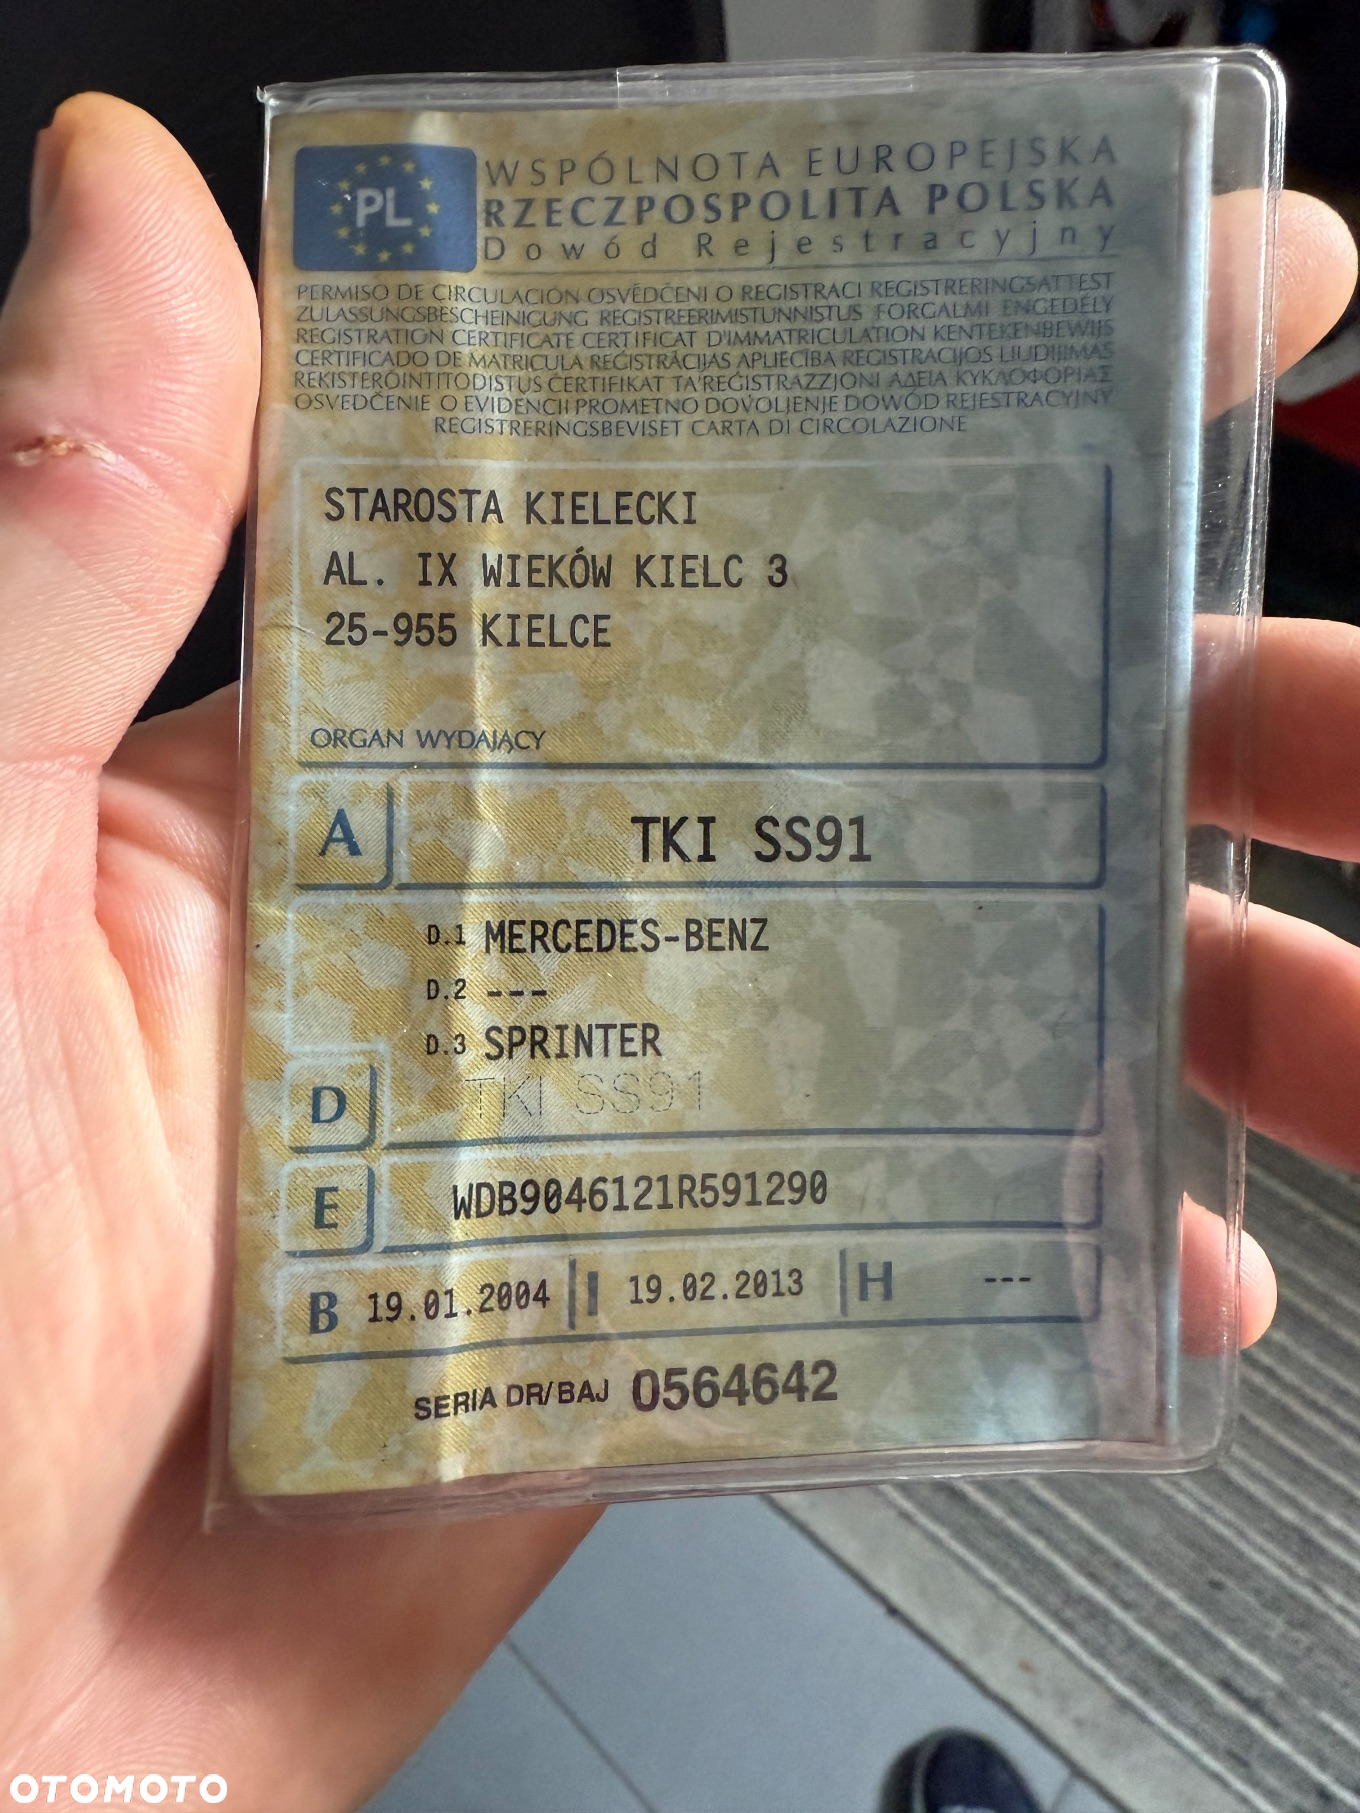 PL
WSPÓLNOTA EUROPEJSKA
RZECZPOSPOLITA POLSKA
Dowód Rejestracyjny
PERMISO DE CIRCULACIÓN OSVĚDČENÍ O REGISTRACI REGISTRERINGSATTEST
ZULASSUNGSBESCHEINIGUNG REGISTREERIMISTUNNISTUS FORGALMI ENGEDÉLY
REGISTRATION CERTIFICATE CERTIFICAT D'IMMATRICULATION KENTEKENBEWIJS
CERTIFICADO DE MATRICULA REĢISTRĀCIJAS APLIECĪBA REGISTRACIJOS LIUDIJIMAS
REKISTERÖINTITODISTUS ĊERTIFIKAT TA'REĠISTRAZZJONI ΑΔΕΙΑ ΚΥΚΛΟΦΟΡΙΑΣ
OSVEDČENIE O EVIDENCII PROMETNO DOVOLJENJE DOWÓD REJESTRACYJNY
REGISTRERINGSBEVISET CARTA DI CIRCOLAZIONE
STAROSTA KIELECKI
AL. IX WIEKÓW KIELC 3
25-955 KIELCE
ORGAN WYDAJĄCY
A TKI SS91
D.1 MERCEDES-BENZ
D.2 ---
D.3 SPRINTER
D TKI SS91
E WDB9046121R591290
B 19.01.2004 I 19.02.2013 H ---
SERIA DR/BAJ 0564642
OTOMOTO